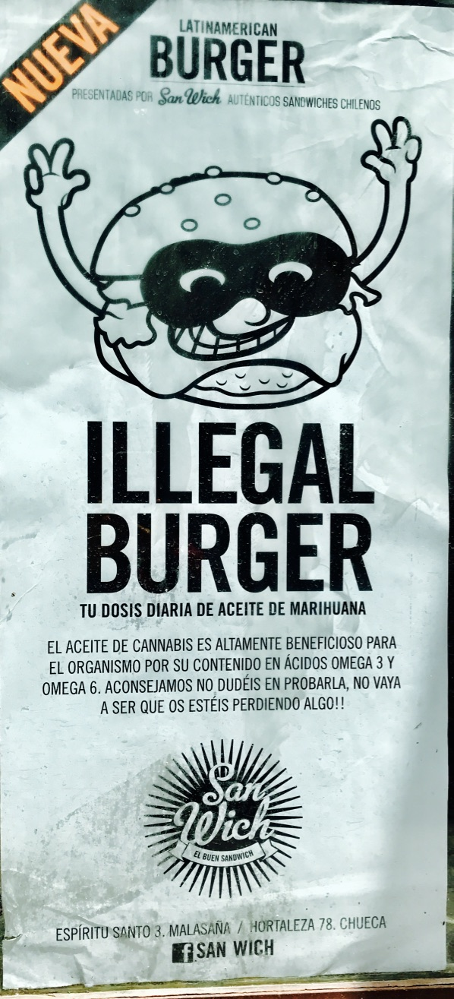 NUEVA
LATINAMERICAN
BURGER
PRESENTADAS POR San Wich AUTÉNTICOS SANDWICHES CHILENOS
ILLEGAL
BURGER
TU DOSIS DIARIA DE ACEITE DE MARIHUANA
EL ACEITE DE CANNABIS ES ALTAMENTE BENEFICIOSO PARA
EL ORGANISMO POR SU CONTENIDO EN ÁCIDOS OMEGA 3 Y
OMEGA 6. ACONSEJAMOS NO DUDÉIS EN PROBARLA, NO VAYA
A SER QUE OS ESTÉIS PERDIENDO ALGO!!
San
Wich
EL BUEN SANDWICH
ESPÍRITU SANTO 3. MALASAÑA / HORTALEZA 78. CHUECA
f SAN WICH